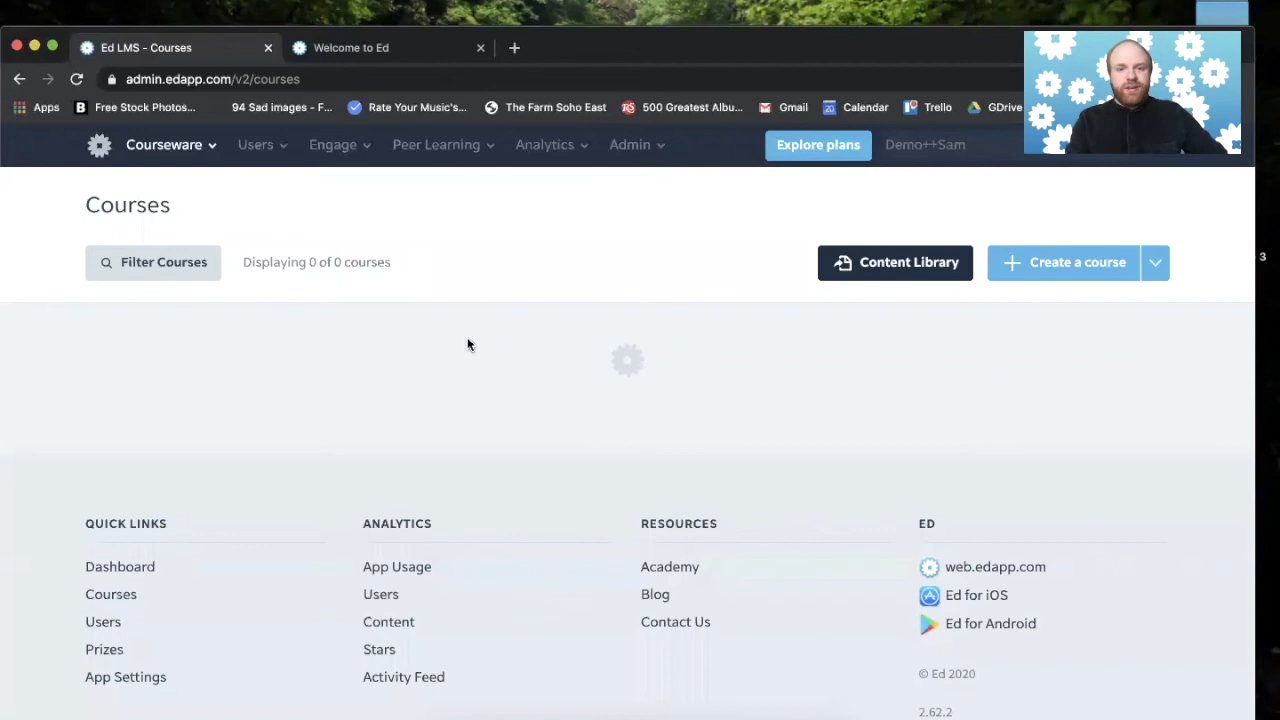 Ed LMS - Courses
Welcome to Ed
admin.edapp.com/v2/courses
Apps Free Stock Photos... 94 Sad images - F... Rate Your Music's... The Farm Soho East 500 Greatest Albu... Gmail Calendar Trello GDrive
Courseware Users Engage Peer Learning Analytics Admin Explore plans Demo++Sam
Courses
Filter Courses Displaying 0 of 0 courses Content Library Create a course
3
QUICK LINKS
Dashboard
Courses
Users
Prizes
App Settings
ANALYTICS
App Usage
Users
Content
Stars
Activity Feed
RESOURCES
Academy
Blog
Contact Us
ED
web.edapp.com
Ed for iOS
Ed for Android
© Ed 2020
2.62.2